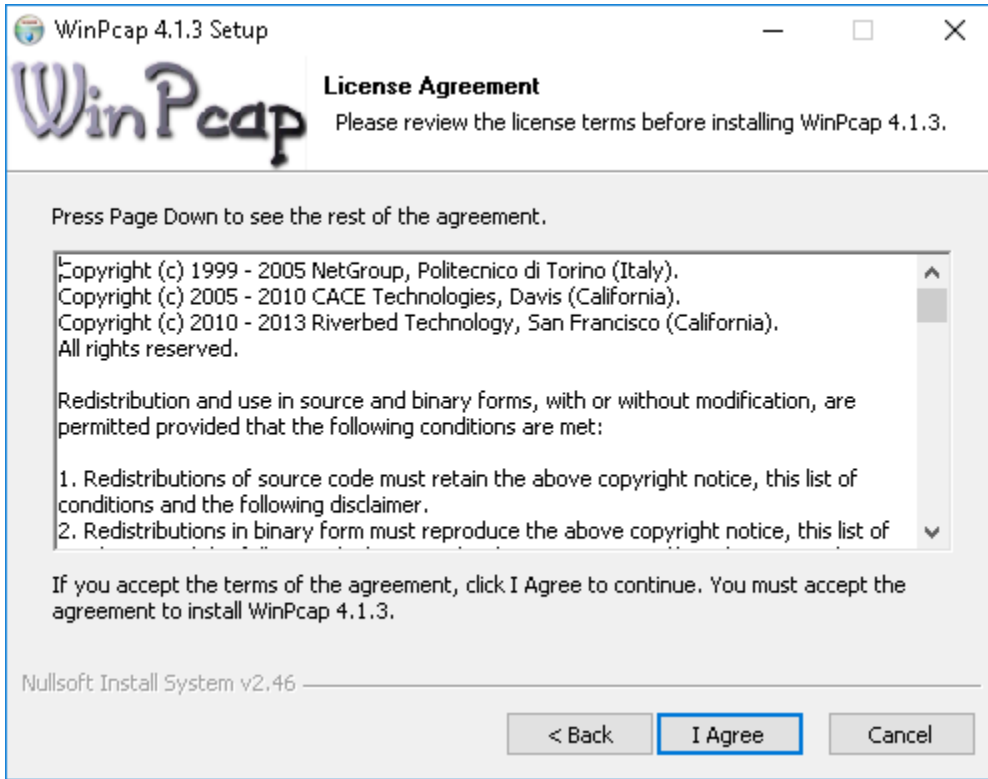 WinPcap 4.1.3 Setup
WinPcap
License Agreement
Please review the license terms before installing WinPcap 4.1.3.
Press Page Down to see the rest of the agreement.
Copyright (c) 1999 - 2005 NetGroup, Politecnico di Torino (Italy).
Copyright (c) 2005 - 2010 CACE Technologies, Davis (California).
Copyright (c) 2010 - 2013 Riverbed Technology, San Francisco (California).
All rights reserved.
Redistribution and use in source and binary forms, with or without modification, are
permitted provided that the following conditions are met:
1. Redistributions of source code must retain the above copyright notice, this list of
conditions and the following disclaimer.
2. Redistributions in binary form must reproduce the above copyright notice, this list of
If you accept the terms of the agreement, click I Agree to continue. You must accept the
agreement to install WinPcap 4.1.3.
Nullsoft Install System v2.46
< Back
I Agree
Cancel